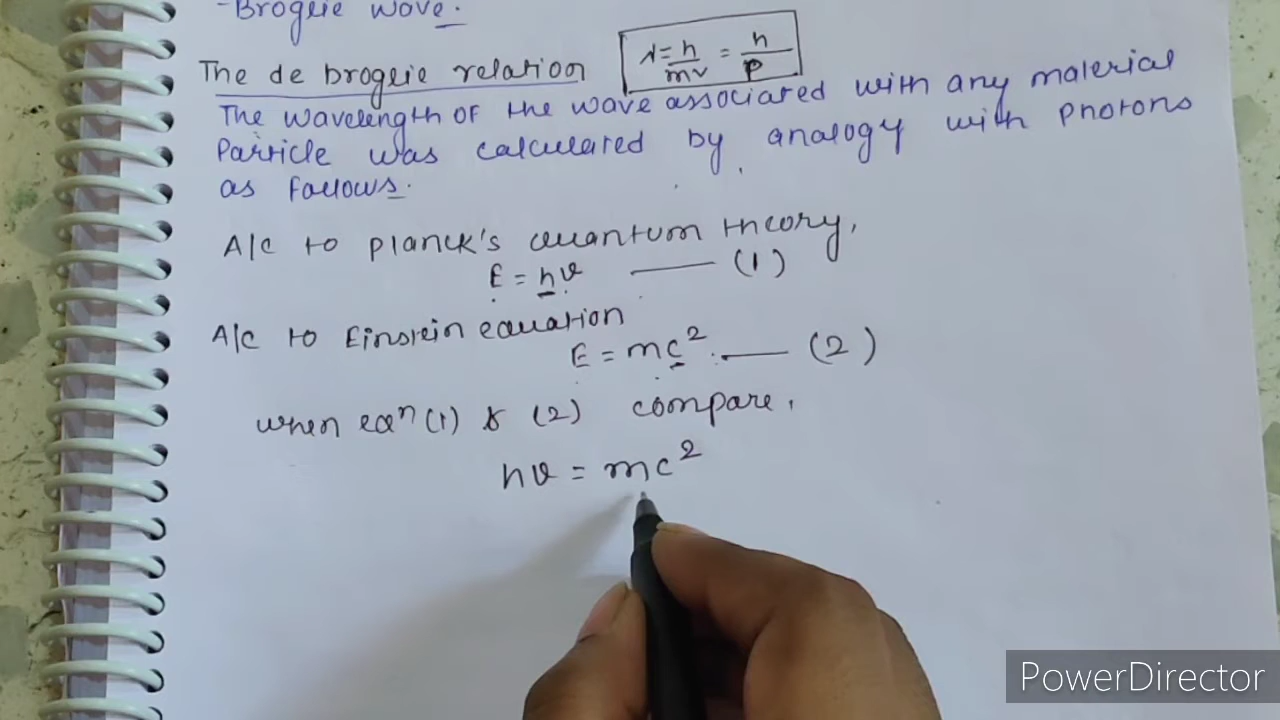 -Broglie wave.
The de broglie relation λ = h/mv = h/p
The wavelength of the wave associated with any material
Particle was calculated by analogy with photons
as follows.
A/c to planck's quantum theory,
E = hν —— (1)
A/c to Einstein equation
E = mc² —— (2)
when eqⁿ (1) & (2) compare,
hν = mc²
PowerDirector